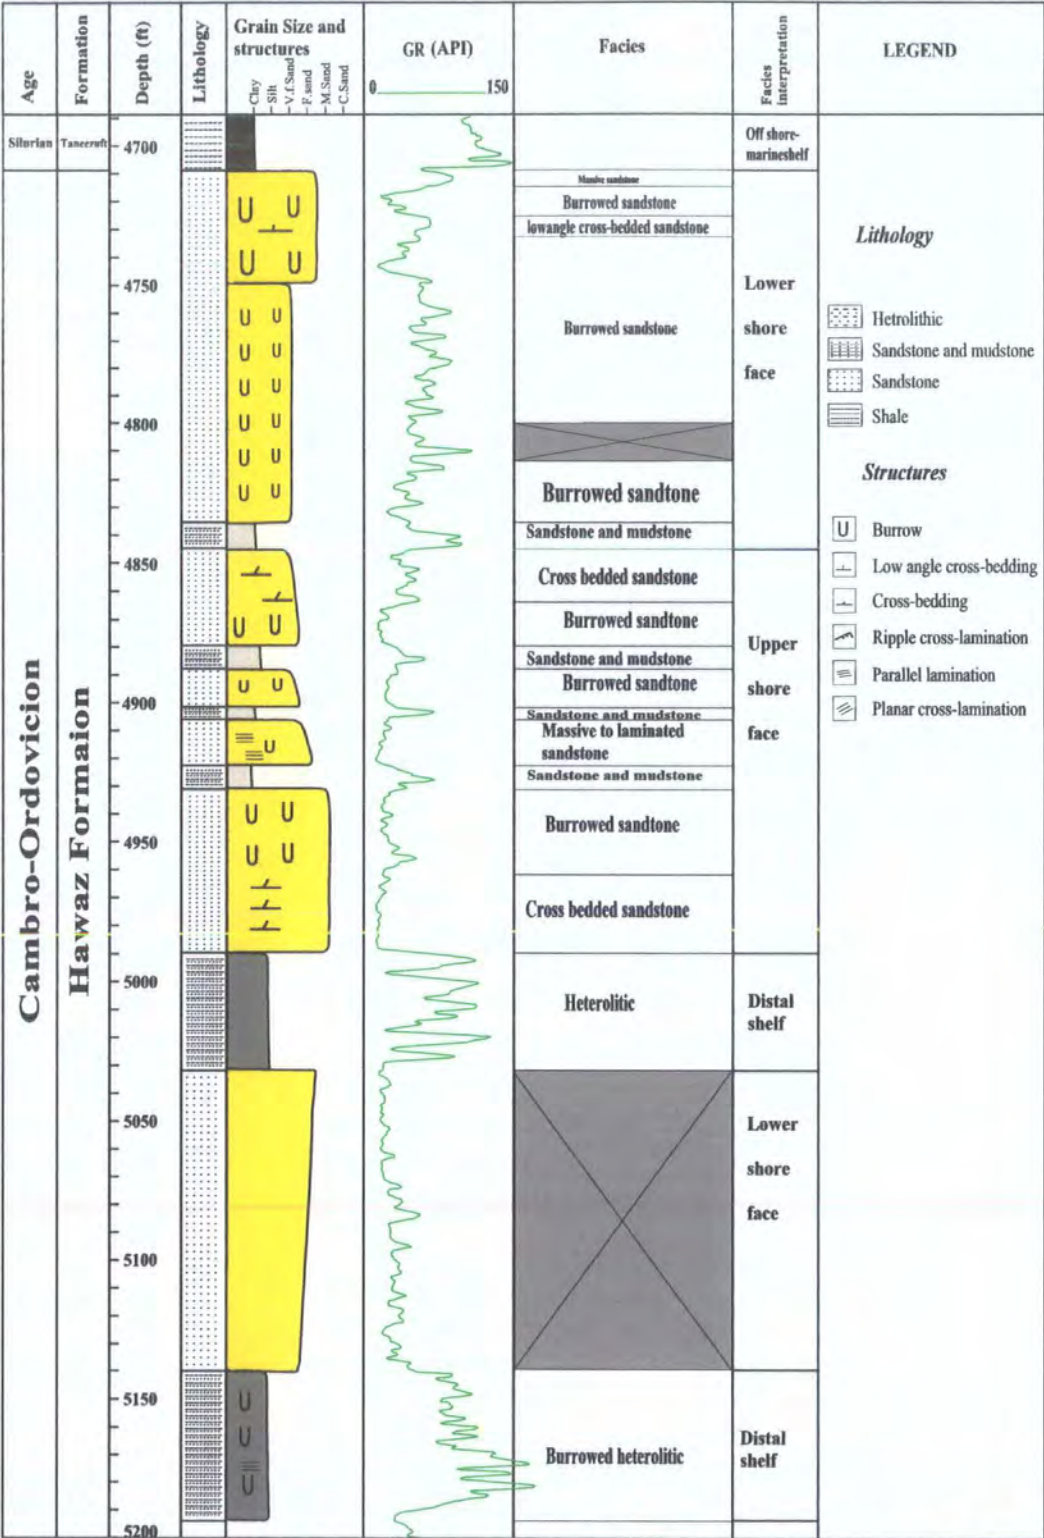 Age
Formation
Depth (ft)
Lithology
Grain Size and
structures
Clay
Silt
V.f.Sand
F.sand
M.Sand
C.Sand
GR (API)
0
150
Facies
Facies
interpretation
LEGEND
Silurian
Tanezruft
Cambro-Ordovicion
Hawaz Formaion
4700
4750
4800
4850
4900
4950
5000
5050
5100
5150
5200
Massive sandstone
Burrowed sandstone
lowangle cross-bedded sandstone
Burrowed sandstone
Burrowed sandtone
Sandstone and mudstone
Cross bedded sandstone
Burrowed sandtone
Sandstone and mudstone
Burrowed sandtone
Sandstone and mudstone
Massive to laminated
sandstone
Sandstone and mudstone
Burrowed sandtone
Cross bedded sandstone
Heterolitic
Burrowed heterolitic
Off shore-
marineshelf
Lower
shore
face
Upper
shore
face
Distal
shelf
Lower
shore
face
Distal
shelf
Lithology
Hetrolithic
Sandstone and mudstone
Sandstone
Shale
Structures
Burrow
Low angle cross-bedding
Cross-bedding
Ripple cross-lamination
Parallel lamination
Planar cross-lamination